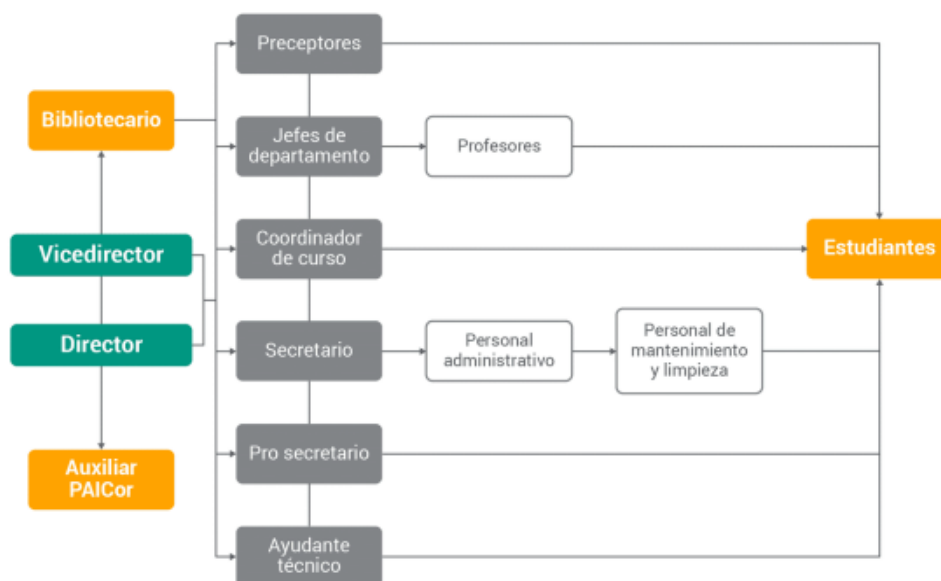 Preceptores
Bibliotecario
Jefes de
departamento
Profesores
Vicedirector
Coordinador
de curso
Estudiantes
Director
Secretario
Personal
administrativo
Personal de
mantenimiento
y limpieza
Auxiliar
PAICor
Pro secretario
Ayudante
técnico